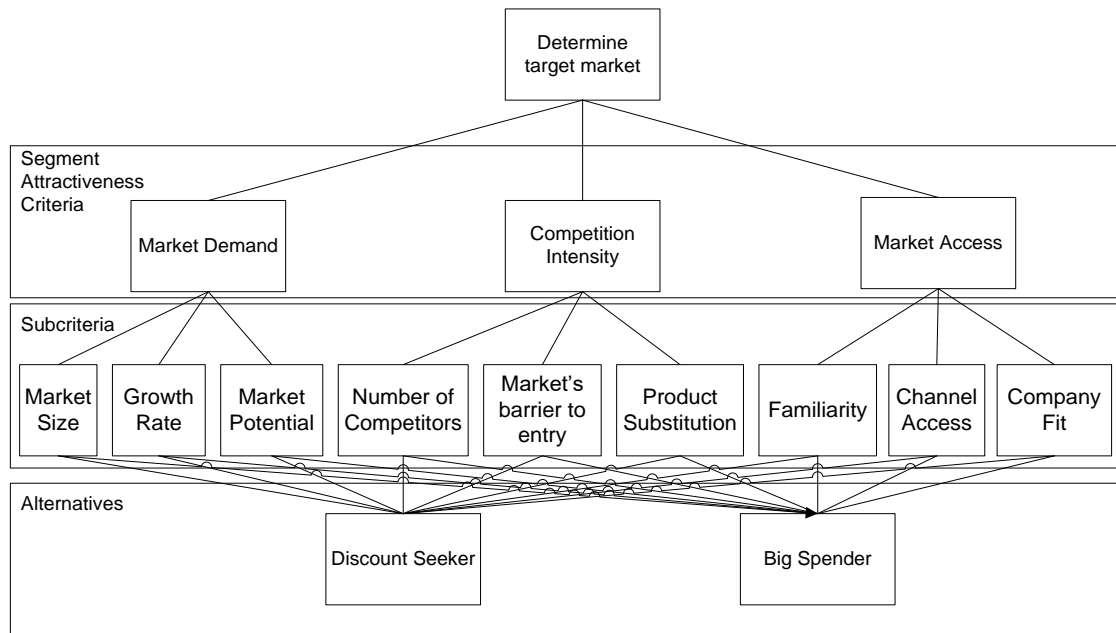 Determine
target market
Segment
Attractiveness
Criteria
Market Demand
Competition
Intensity
Market Access
Subcriteria
Market
Size
Growth
Rate
Market
Potential
Number of
Competitors
Market's
barrier to
entry
Product
Substitution
Familiarity
Channel
Access
Company
Fit
Alternatives
Discount Seeker
Big Spender